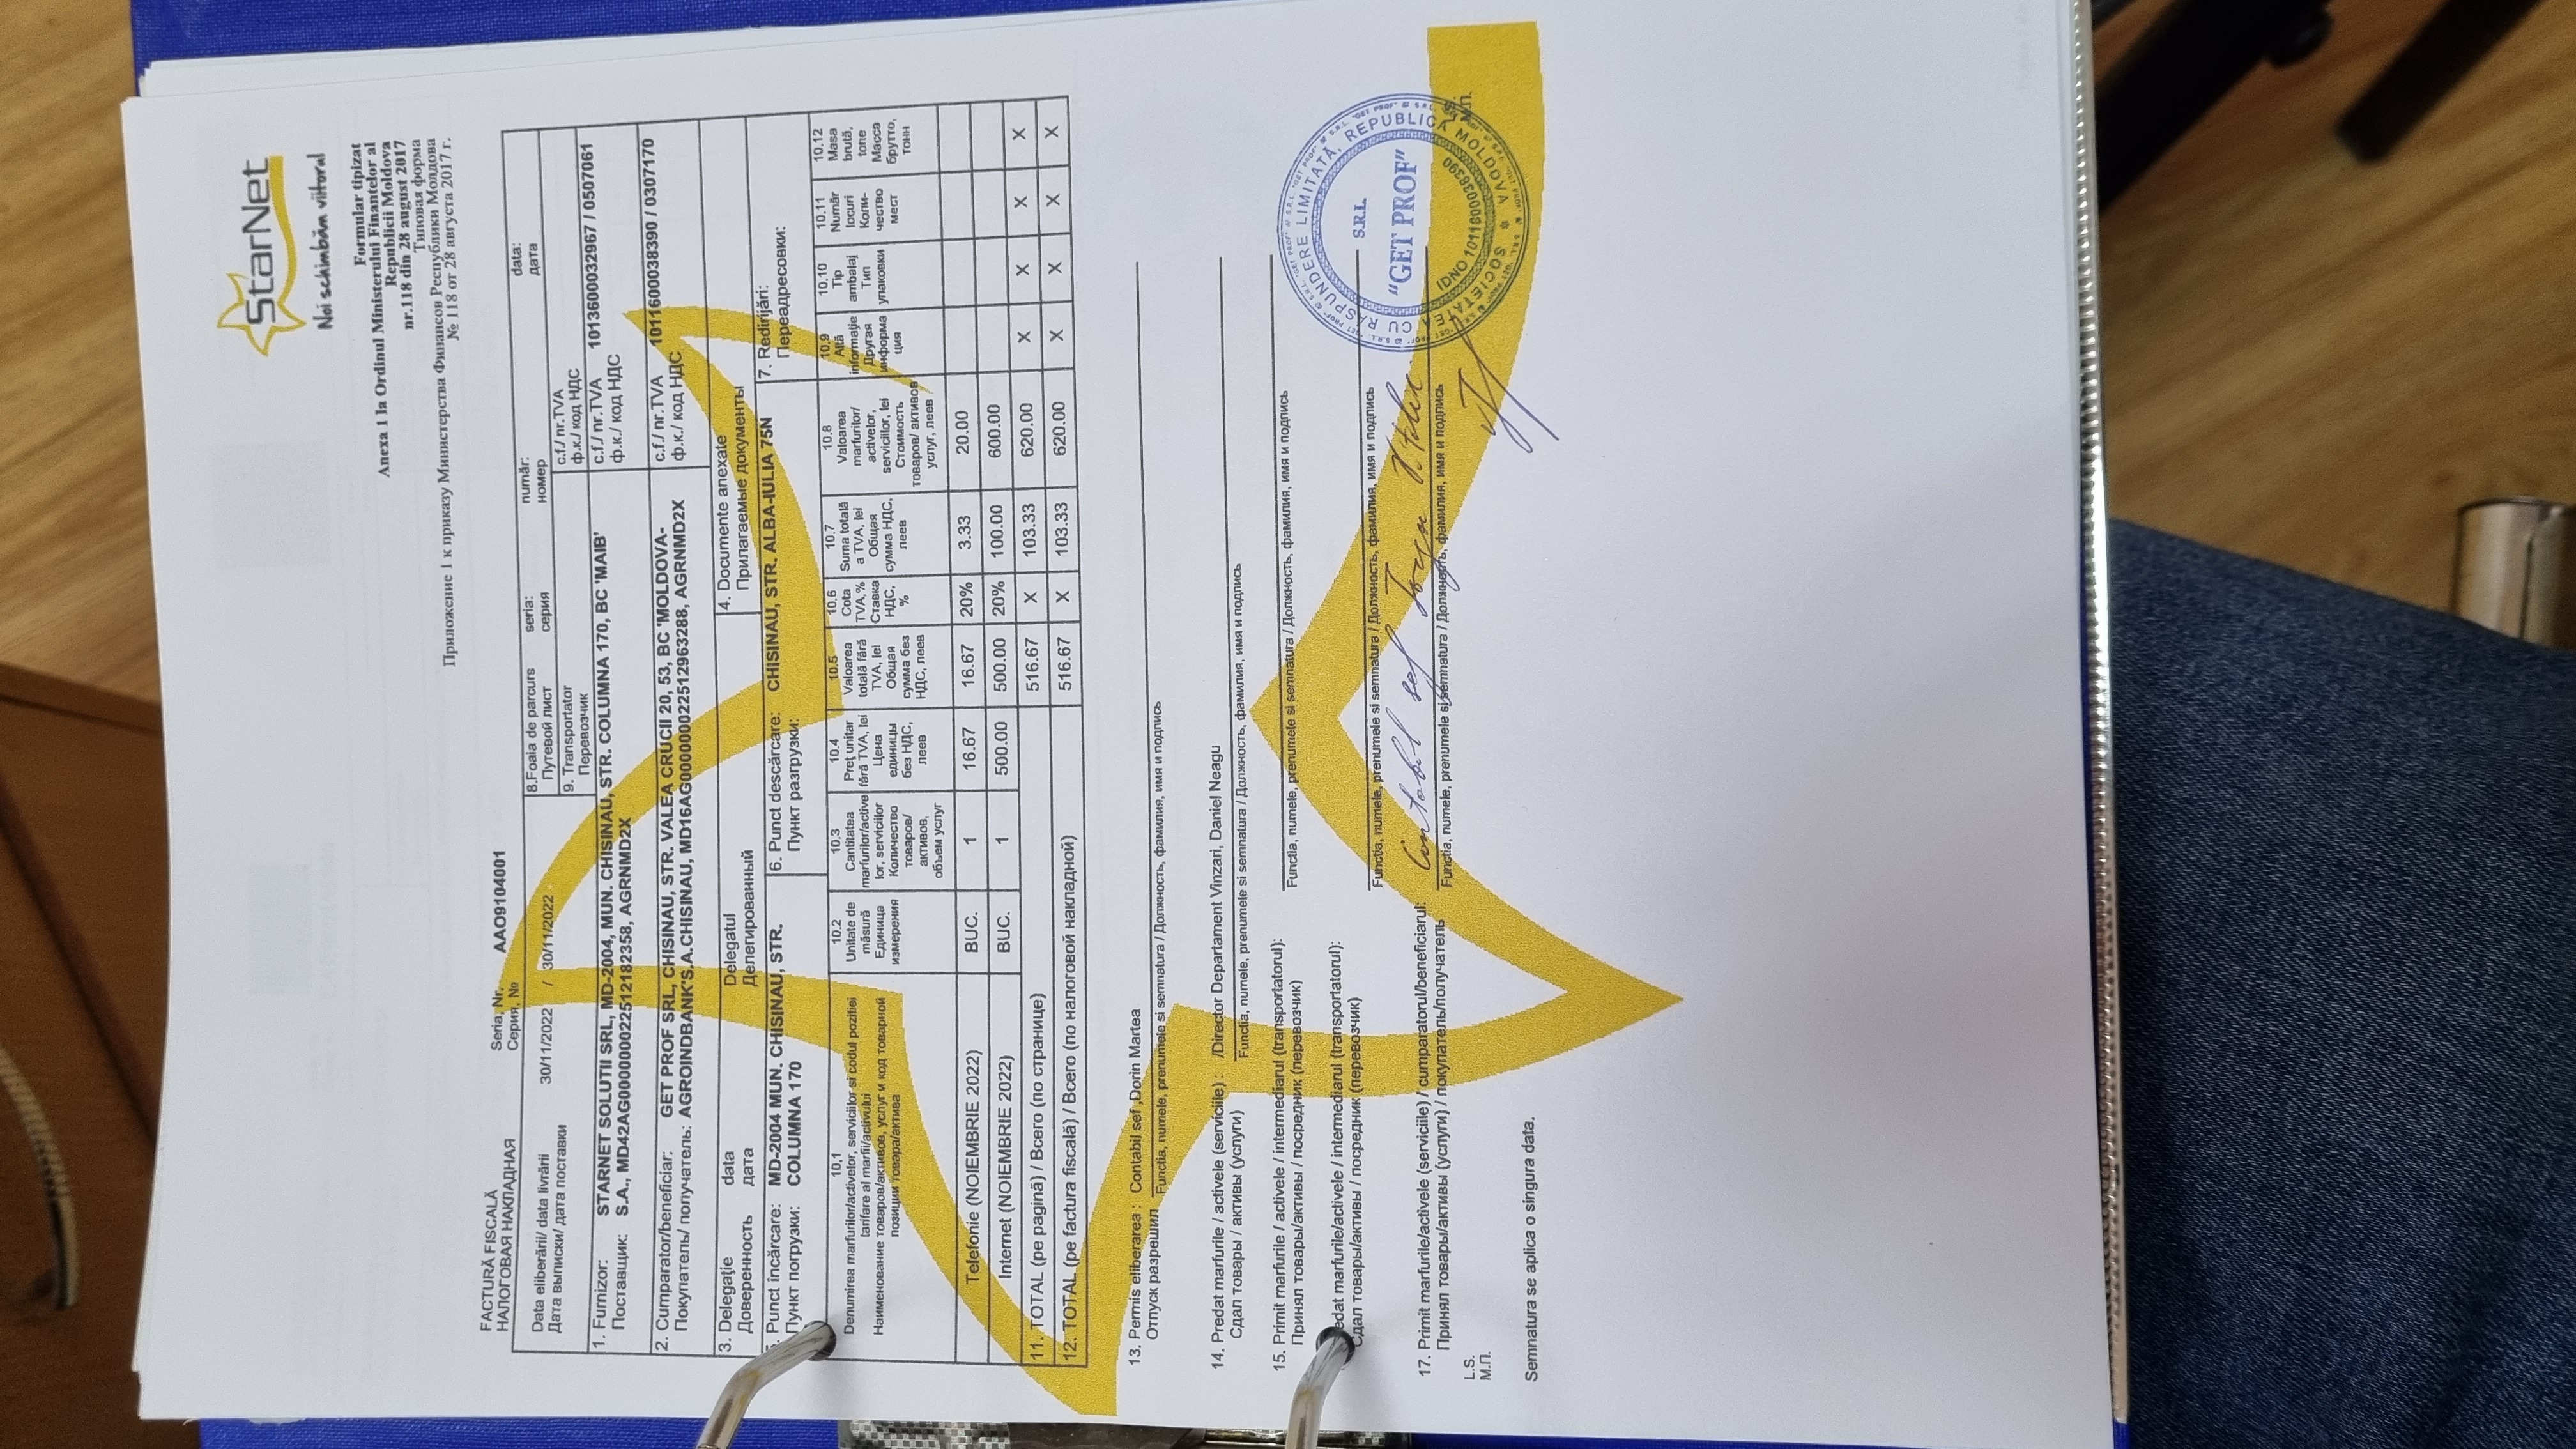 StarNet
Noi schimbăm viitorul
Formular tipizat
Anexa 1 la Ordinul Ministerului Finantelor al
Republicii Moldova
nr.118 din 28 august 2017
Типовая форма
Приложение 1 к приказу Министерства Финансов Республики Молдова
№ 118 от 28 августа 2017 г.
FACTURĂ FISCALĂ
НАЛОГОВАЯ НАКЛАДНАЯ
Seria, Nr. AAO9104001
Серия, №
Data eliberării/ data livrării 30/11/2022 / 30/11/2022
Дата выписки/ дата поставки
8.Foaia de parcurs seria: număr: data:
Путевой лист серия номер дата
9. Transportator c.f./ nr.TVA
Перевозчик ф.к./ код НДС
1. Furnizor: STARNET SOLUTII SRL, MD-2004, MUN. CHISINAU, STR. COLUMNA 170, BC 'MAIB' c.f./ nr.TVA 1013600032967 / 0507061
Поставщик: S.A., MD42AG000000022512182358, AGRNMD2X ф.к./ код НДС
2. Cumparator/beneficiar: GET PROF SRL, CHISINAU, STR. VALEA CRUCII 20, 53, BC 'MOLDOVA- c.f./ nr.TVA 1011600038390 / 0307170
Покупатель/ получатель: AGROINDBANK'S.A.CHISINAU, MD16AG000000022512963288, AGRNMD2X ф.к./ код НДС
3. Delegaţie data Delegatul 4. Documente anexate
Доверенность дата Делегированный Прилагаемые документы
Punct încărcare: MD-2004 MUN. CHISINAU, STR. 6. Punct descărcare: CHISINAU, STR. ALBA-IULIA 75N 7. Redirijări:
Пункт погрузки: COLUMNA 170 Пункт разгрузки: Переадресовки:
10,1
Denumirea marfurilor/activelor, serviciilor si codul pozitiei
tarifare al marfii/activului
Наименование товаров/активов, услуг и код товарной
позиции товара/актива
10.2
Unitate de
măsură
Единица
измерения
10.3
Cantitatea
marfurilor/active
lor, serviciilor
Количество
товаров/
активов,
объем услуг
10.4
Preţ unitar
fără TVA, lei
Цена
единицы
без НДС,
леев
10.5
Valoarea
totală fără
TVA, lei
Общая
сумма без
НДС, леев
10.6
Cota
TVA,%
Ставка
НДС,
%
10.7
Suma totală
a TVA, lei
Общая
сумма НДС,
леев
10.8
Valoarea
marfurilor/
activelor,
serviciilor, lei
Стоимость
товаров/ активов
услуг, леев
10.9
Altă
informaţie
Другая
информа
ция
10.10
Tip
ambalaj
Тип
упаковки
10.11
Număr
locuri
Коли-
чество
мест
10.12
Masa
brută,
tone
Масса
брутто,
тонн
Telefonie (NOIEMBRIE 2022) BUC. 1 16.67 16.67 20% 3.33 20.00
Internet (NOIEMBRIE 2022) BUC. 1 500.00 500.00 20% 100.00 600.00
11. TOTAL (pe pagină) / Всего (по странице) 516.67 X 103.33 620.00 X X X X
12. TOTAL (pe factura fiscală) / Всего (по налоговой накладной) 516.67 X 103.33 620.00 X X X X
13. Permis eliberarea : Contabil sef ,Dorin Martea
Отпуск разрешил Functia, numele, prenumele si semnatura / Должность, фамилия, имя и подпись
14. Predat marfurile / activele (serviciile) : /Director Departament Vinzari, Daniel Neagu
Сдал товары / активы (услуги) Functia, numele, prenumele si semnatura / Должность, фамилия, имя и подпись
15. Primit marfurile / activele / intermediarul (transportatorul):
Принял товары/активы / посредник (перевозчик) Functia, numele, prenumele si semnatura / Должность, фамилия, имя и подпись
edat marfurile/activele / intermediarul (transportatorul):
Сдал товары/активы / посредник (перевозчик)
Functia, numele, prenumele si semnatura / Должность, фамилия, имя и подпись
17. Primit marfurile/activele (serviciile) / cumparatorul/beneficiarul: Contabil sef
Принял товары/активы (услуги) / покупатель/получатель Functia, numele, prenumele si semnatura / Должность, фамилия, имя и подпись
L.S.
М.П.
М.П.
Semnatura se aplica o singura data.
SOCIETATEA CU RĂSPUNDERE LIMITATĂ, REPUBLICA MOLDOVA
S.R.L.
"GET PROF"
IDNO 1011600038390